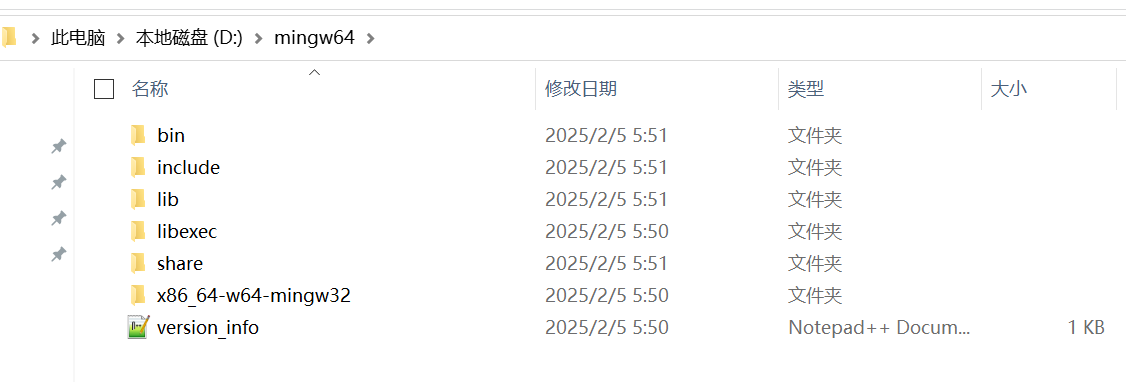 此电脑 本地磁盘 (D:) mingw64
名称 修改日期 类型 大小
bin 2025/2/5 5:51 文件夹
include 2025/2/5 5:51 文件夹
lib 2025/2/5 5:51 文件夹
libexec 2025/2/5 5:50 文件夹
share 2025/2/5 5:51 文件夹
x86_64-w64-mingw32 2025/2/5 5:50 文件夹
version_info 2025/2/5 5:50 Notepad++ Docum... 1 KB